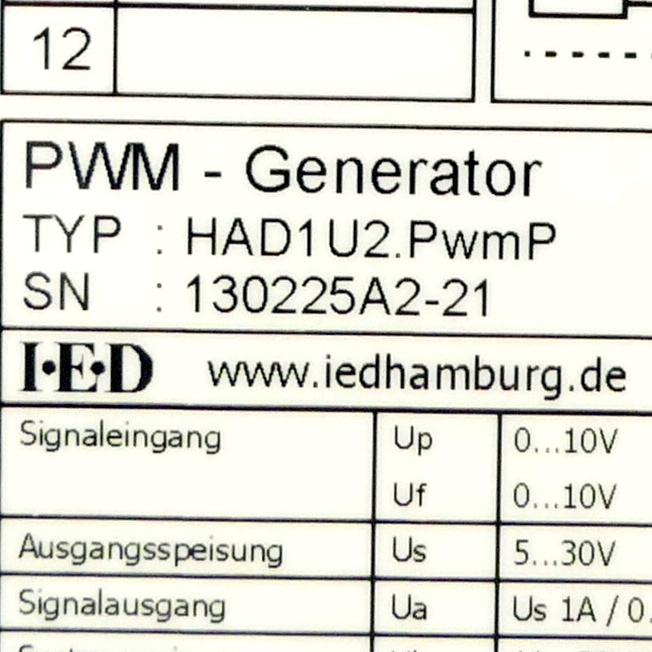 12
PWM - Generator
TYP : HAD1U2.PwmP
SN : 130225A2-21
I•E•D www.iedhamburg.de
Signaleingang Up 0...10V
Uf 0...10V
Ausgangsspeisung Us 5...30V
Signalausgang Ua Us 1A / 0.